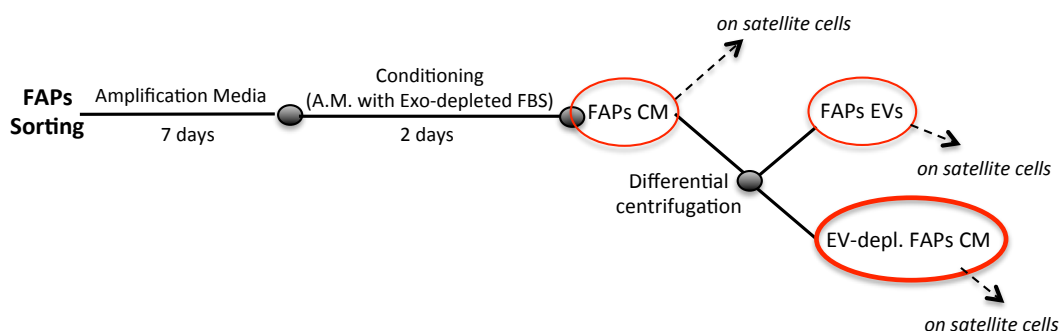 on satellite cells
FAPs
Sorting
Amplification Media
7 days
Conditioning
(A.M. with Exo-depleted FBS)
2 days
FAPs CM
FAPs EVs
on satellite cells
Differential
centrifugation
EV-depl. FAPs CM
on satellite cells